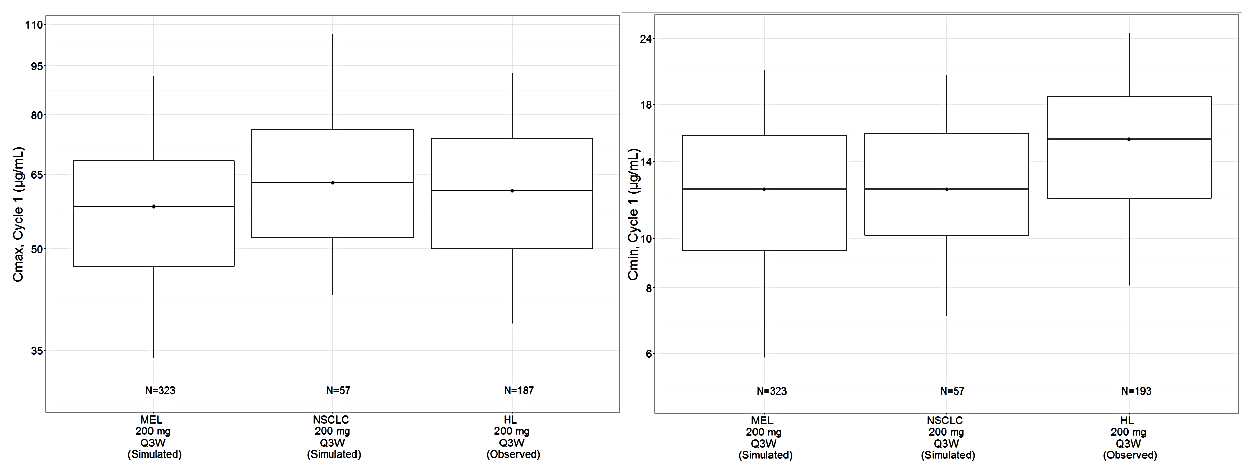 110
95
80
65
50
35
Cmax, Cycle 1 (µg/mL)
N=323
N=57
N=187
MEL
200 mg
Q3W
(Simulated)
NSCLC
200 mg
Q3W
(Simulated)
HL
200 mg
Q3W
(Observed)
24
18
14
10
8
6
Cmin, Cycle 1 (µg/mL)
N=323
N=57
N=193
MEL
200 mg
Q3W
(Simulated)
NSCLC
200 mg
Q3W
(Simulated)
HL
200 mg
Q3W
(Observed)